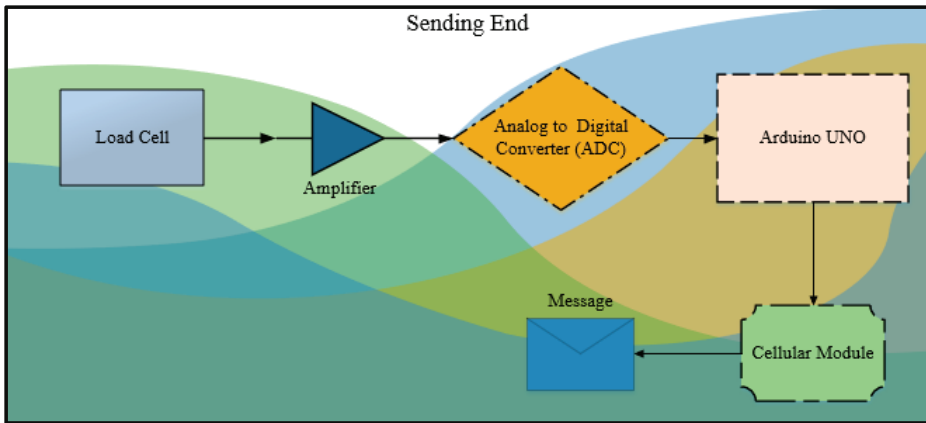 Sending End
Load Cell
Amplifier
Analog to Digital
Converter (ADC)
Arduino UNO
Message
Cellular Module